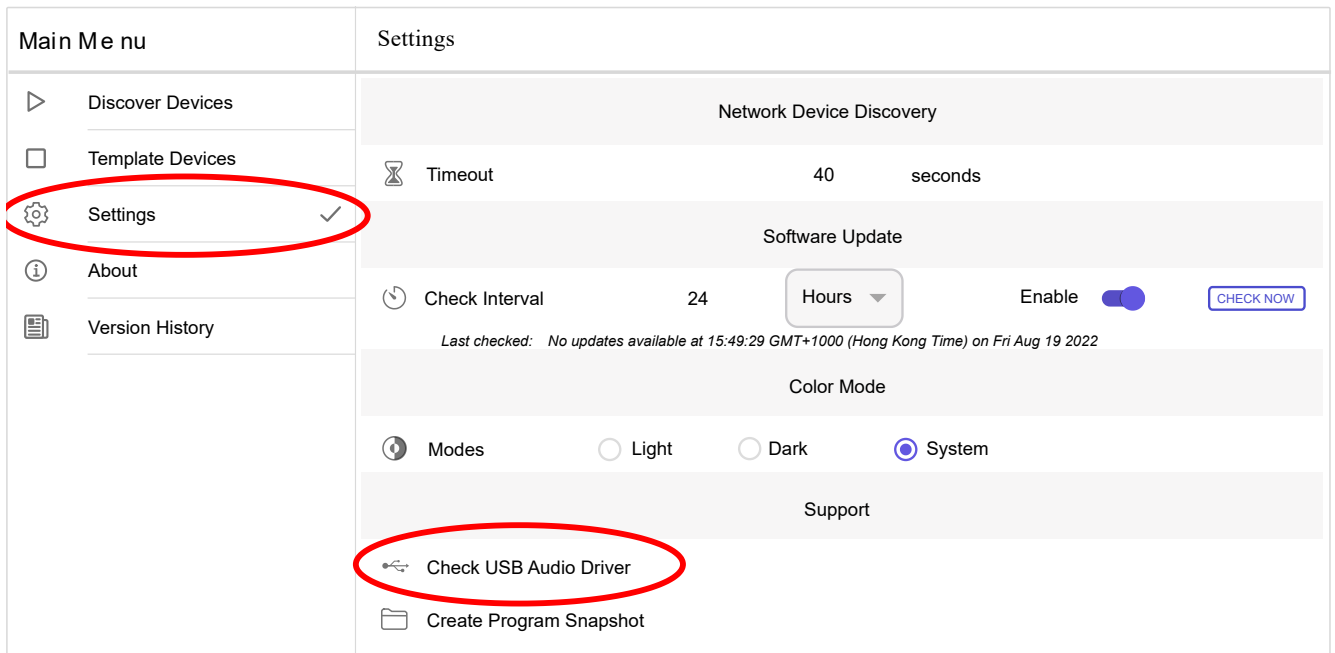 Main Menu
Settings
Discover Devices
Template Devices
Settings
About
Version History
Network Device Discovery
Timeout 40 seconds
Software Update
Check Interval 24 Hours Enable CHECK NOW
Last checked: No updates available at 15:49:29 GMT+1000 (Hong Kong Time) on Fri Aug 19 2022
Color Mode
Modes Light Dark System
Support
Check USB Audio Driver
Create Program Snapshot